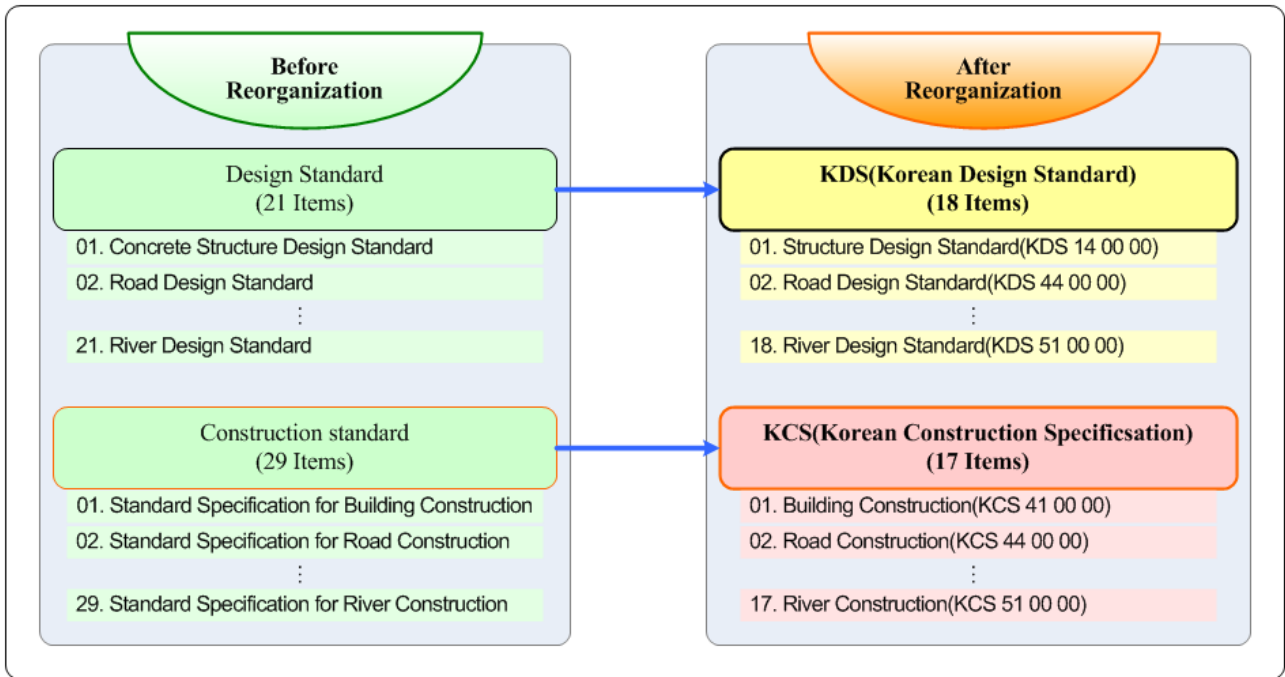 Before
Reorganization
Design Standard
(21 Items)
01. Concrete Structure Design Standard
02. Road Design Standard
⋮
21. River Design Standard
Construction standard
(29 Items)
01. Standard Specification for Building Construction
02. Standard Specification for Road Construction
⋮
29. Standard Specification for River Construction
After
Reorganization
KDS(Korean Design Standard)
(18 Items)
01. Structure Design Standard(KDS 14 00 00)
02. Road Design Standard(KDS 44 00 00)
⋮
18. River Design Standard(KDS 51 00 00)
KCS(Korean Construction Specificsation)
(17 Items)
01. Building Construction(KCS 41 00 00)
02. Road Construction(KCS 44 00 00)
⋮
17. River Construction(KCS 51 00 00)